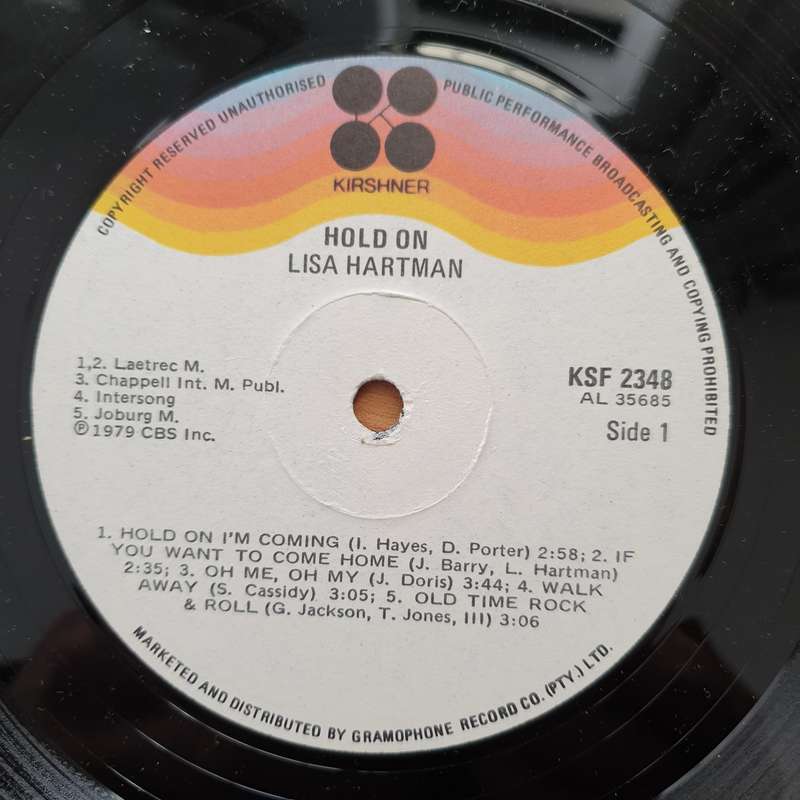 COPYRIGHT RESERVED UNAUTHORISED PUBLIC PERFORMANCE BROADCASTING AND COPYING PROHIBITED
KIRSHNER
HOLD ON
LISA HARTMAN
1,2. Laetrec M.
3. Chappell Int. M. Publ.
4. Intersong
5. Joburg M.
Ⓟ 1979 CBS Inc.
KSF 2348
AL 35685
Side 1
1. HOLD ON I'M COMING (I. Hayes, D. Porter) 2:58; 2. IF
YOU WANT TO COME HOME (J. Barry, L. Hartman)
2:35; 3. OH ME, OH MY (J. Doris) 3:44; 4. WALK
AWAY (S. Cassidy) 3:05; 5. OLD TIME ROCK
& ROLL (G. Jackson, T. Jones, III) 3:06
MARKETED AND DISTRIBUTED BY GRAMOPHONE RECORD CO. (PTY.) LTD.